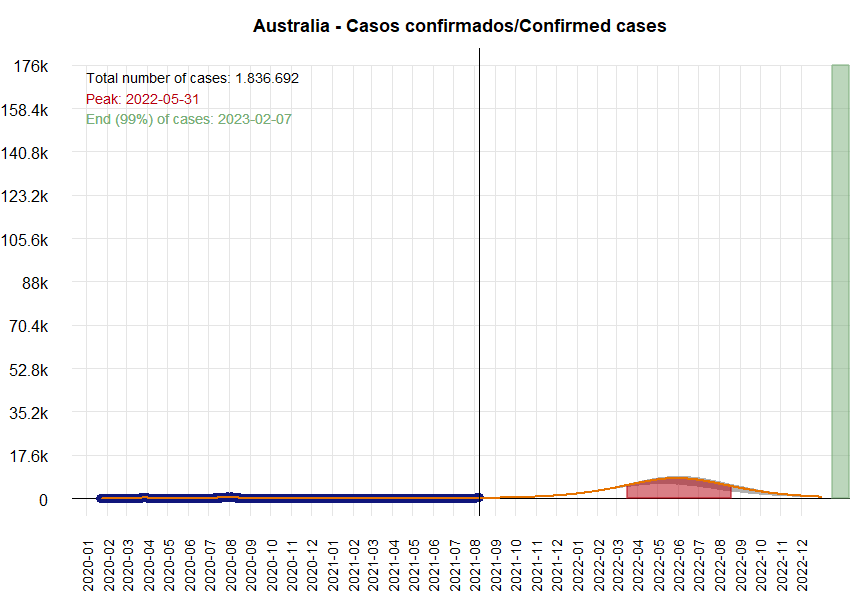 Australia - Casos confirmados/Confirmed cases
Total number of cases: 1.836.692
Peak: 2022-05-31
End (99%) of cases: 2023-02-07
176k
158.4k
140.8k
123.2k
105.6k
88k
70.4k
52.8k
35.2k
17.6k
0
2020-01
2020-02
2020-03
2020-04
2020-05
2020-06
2020-07
2020-08
2020-09
2020-10
2020-11
2020-12
2021-01
2021-02
2021-03
2021-04
2021-05
2021-06
2021-07
2021-08
2021-09
2021-10
2021-11
2021-12
2022-01
2022-02
2022-03
2022-04
2022-05
2022-06
2022-07
2022-08
2022-09
2022-10
2022-11
2022-12